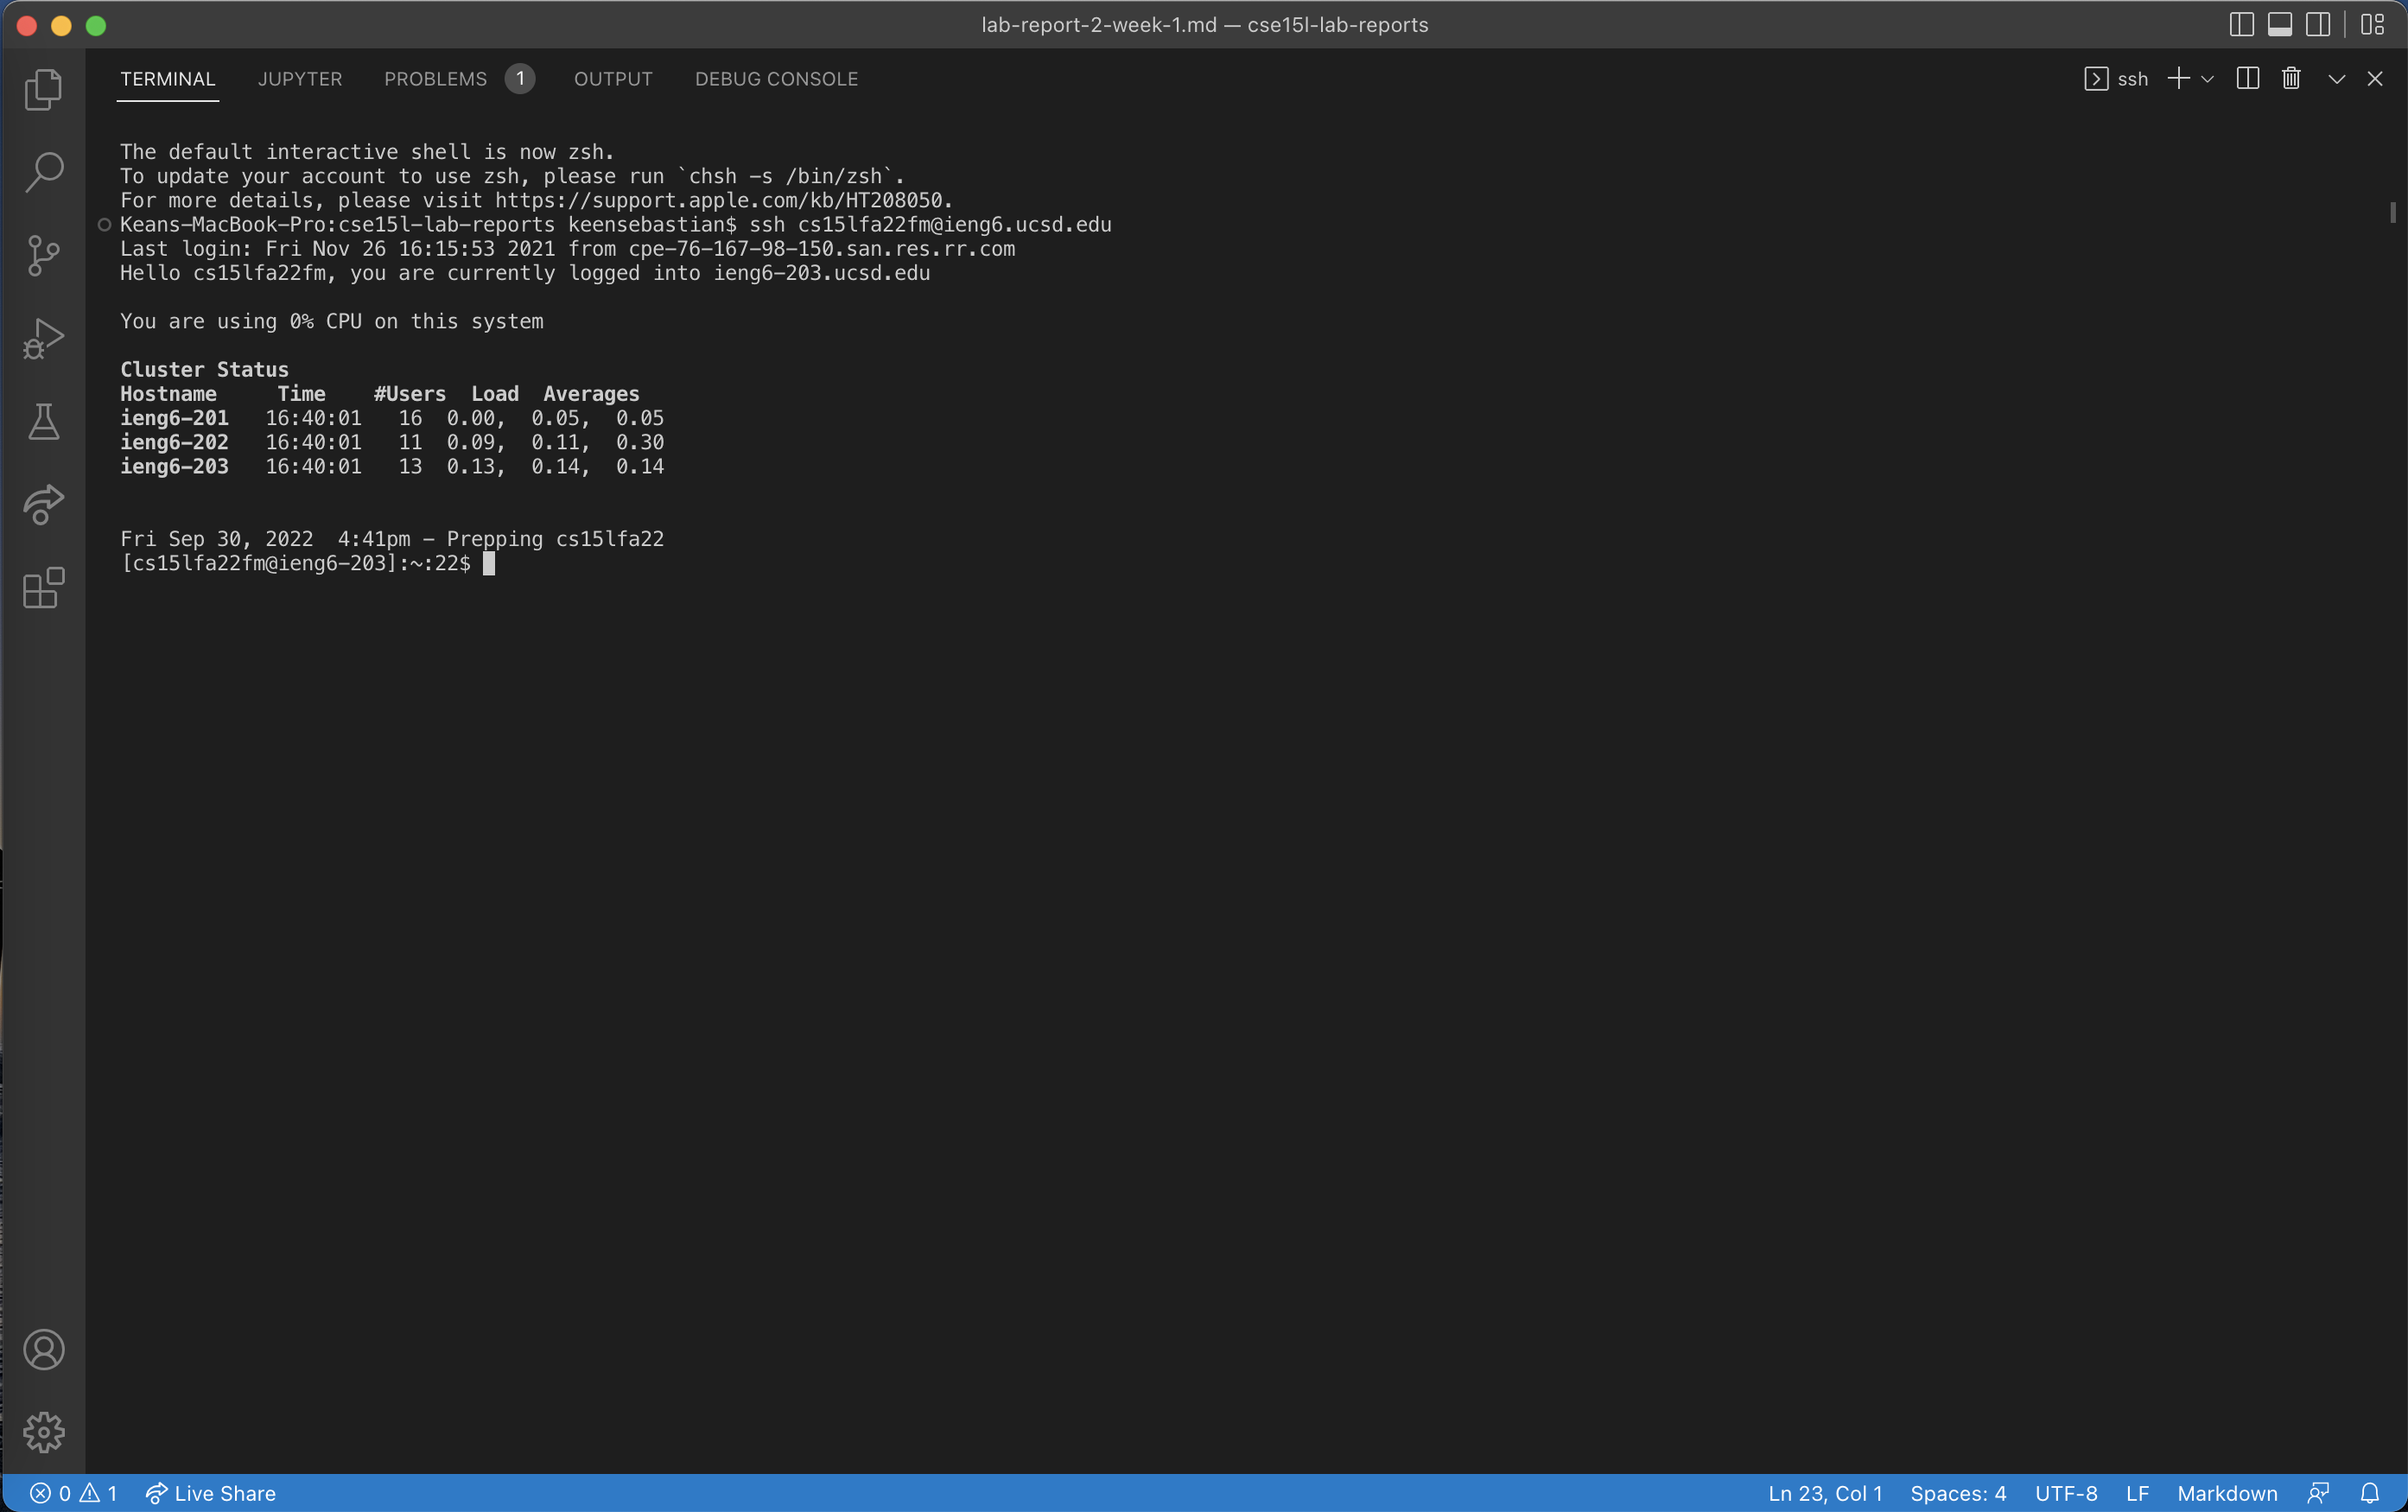 lab-report-2-week-1.md — cse15l-lab-reports
TERMINAL JUPYTER PROBLEMS 1 OUTPUT DEBUG CONSOLE ssh
The default interactive shell is now zsh.
To update your account to use zsh, please run `chsh -s /bin/zsh`.
For more details, please visit https://support.apple.com/kb/HT208050.
Keans-MacBook-Pro:cse15l-lab-reports keensebastian$ ssh cs15lfa22fm@ieng6.ucsd.edu
Last login: Fri Nov 26 16:15:53 2021 from cpe-76-167-98-150.san.res.rr.com
Hello cs15lfa22fm, you are currently logged into ieng6-203.ucsd.edu
You are using 0% CPU on this system
Cluster Status
Hostname     Time    #Users  Load  Averages
ieng6-201   16:40:01   16  0.00,  0.05,  0.05
ieng6-202   16:40:01   11  0.09,  0.11,  0.30
ieng6-203   16:40:01   13  0.13,  0.14,  0.14
Fri Sep 30, 2022  4:41pm - Prepping cs15lfa22
[cs15lfa22fm@ieng6-203]:~:22$
0 1 Live Share Ln 23, Col 1 Spaces: 4 UTF-8 LF Markdown